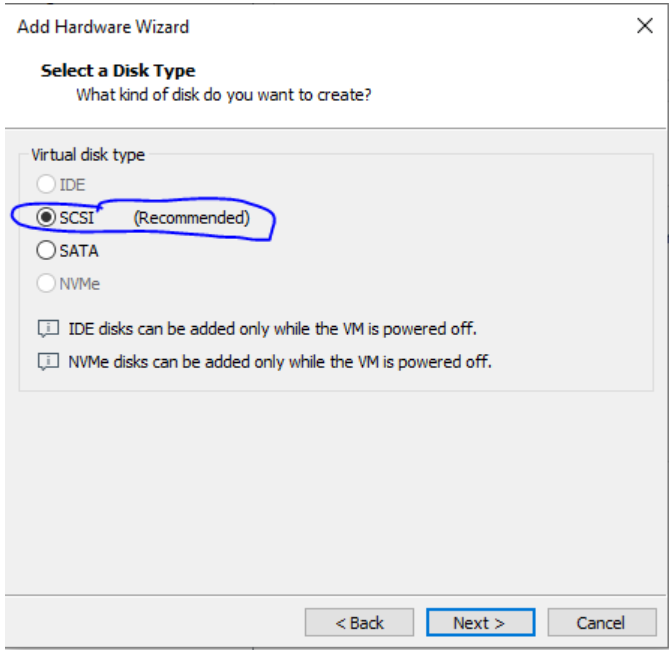 Add Hardware Wizard
Select a Disk Type
What kind of disk do you want to create?
Virtual disk type
IDE
SCSI (Recommended)
SATA
NVMe
IDE disks can be added only while the VM is powered off.
NVMe disks can be added only while the VM is powered off.
< Back Next > Cancel